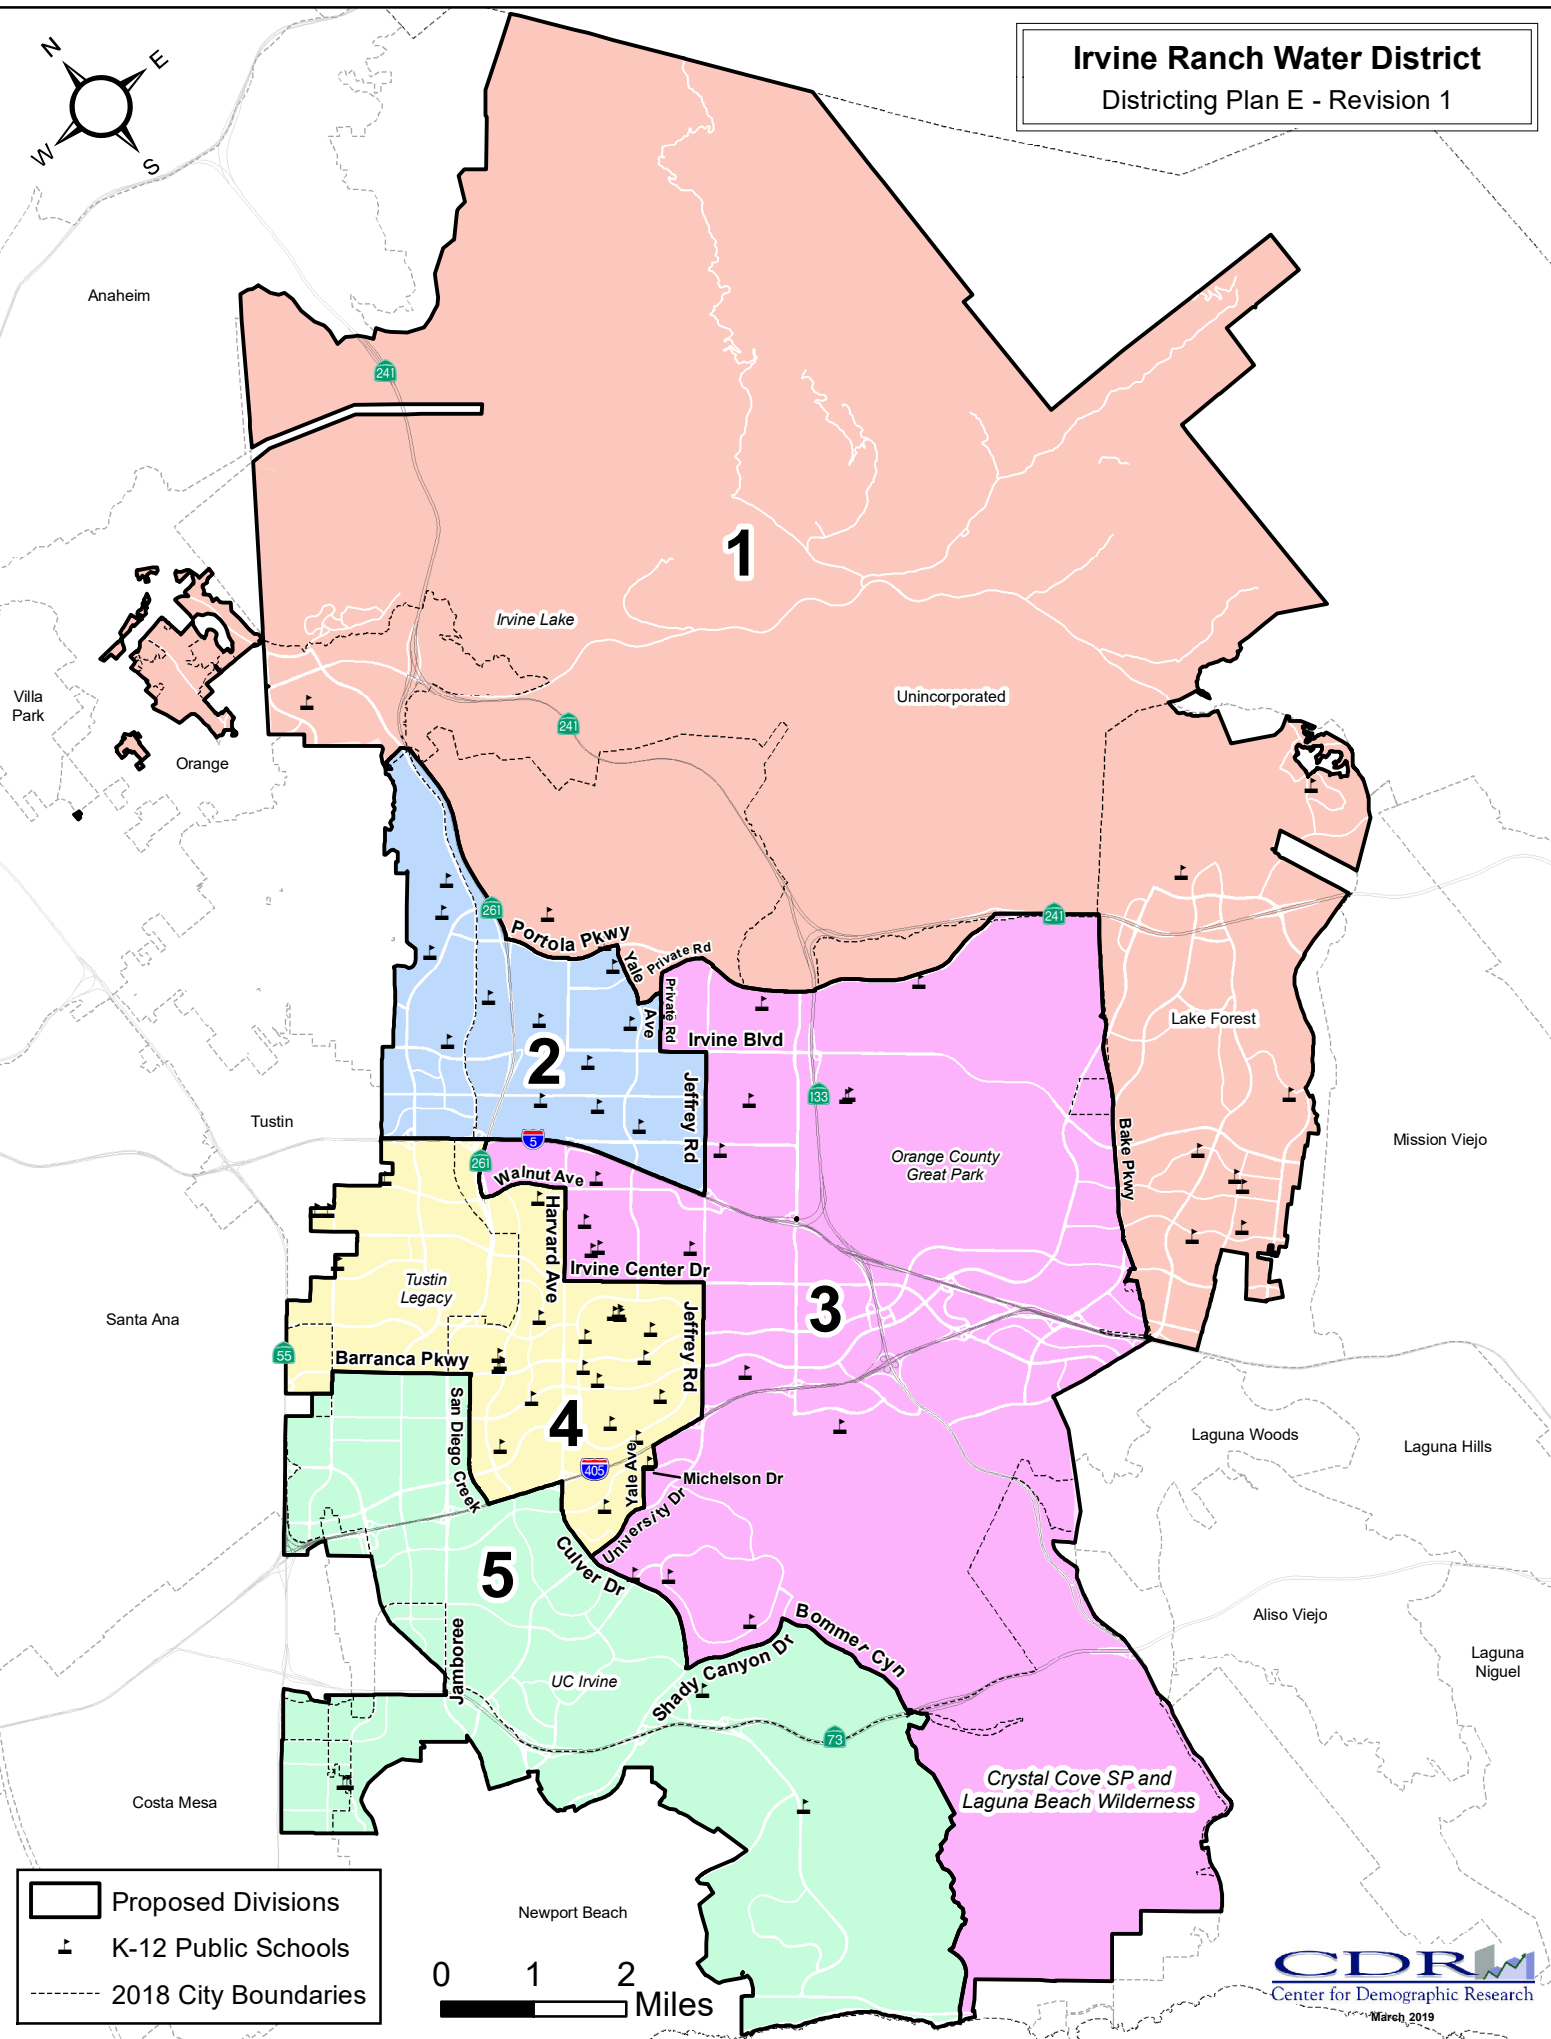 Irvine Ranch Water District
Districting Plan E - Revision 1
N
E
W
S
Anaheim
241
1
Irvine Lake
Unincorporated
Villa
Park
241
Orange
261
Portola Pkwy
Yale
Ave
Private Rd
Private Rd
241
Irvine Blvd
Lake Forest
2
Jeffrey Rd
133
Tustin
5
261
Walnut Ave
Bake Pkwy
Mission Viejo
Orange County
Great Park
Harvard Ave
Irvine Center Dr
Tustin
Legacy
3
Santa Ana
55
Barranca Pkwy
Jeffrey Rd
San Diego Creek
4
405
Yale Ave
Michelson Dr
University Dr
Laguna Woods
Laguna Hills
Culver Dr
5
Bommer Cyn
Shady Canyon Dr
Jamboree
UC Irvine
Aliso Viejo
Laguna
Niguel
73
Crystal Cove SP and
Laguna Beach Wilderness
Costa Mesa
Newport Beach
Proposed Divisions
K-12 Public Schools
2018 City Boundaries
0 1 2
Miles
CDR
Center for Demographic Research
March 2019